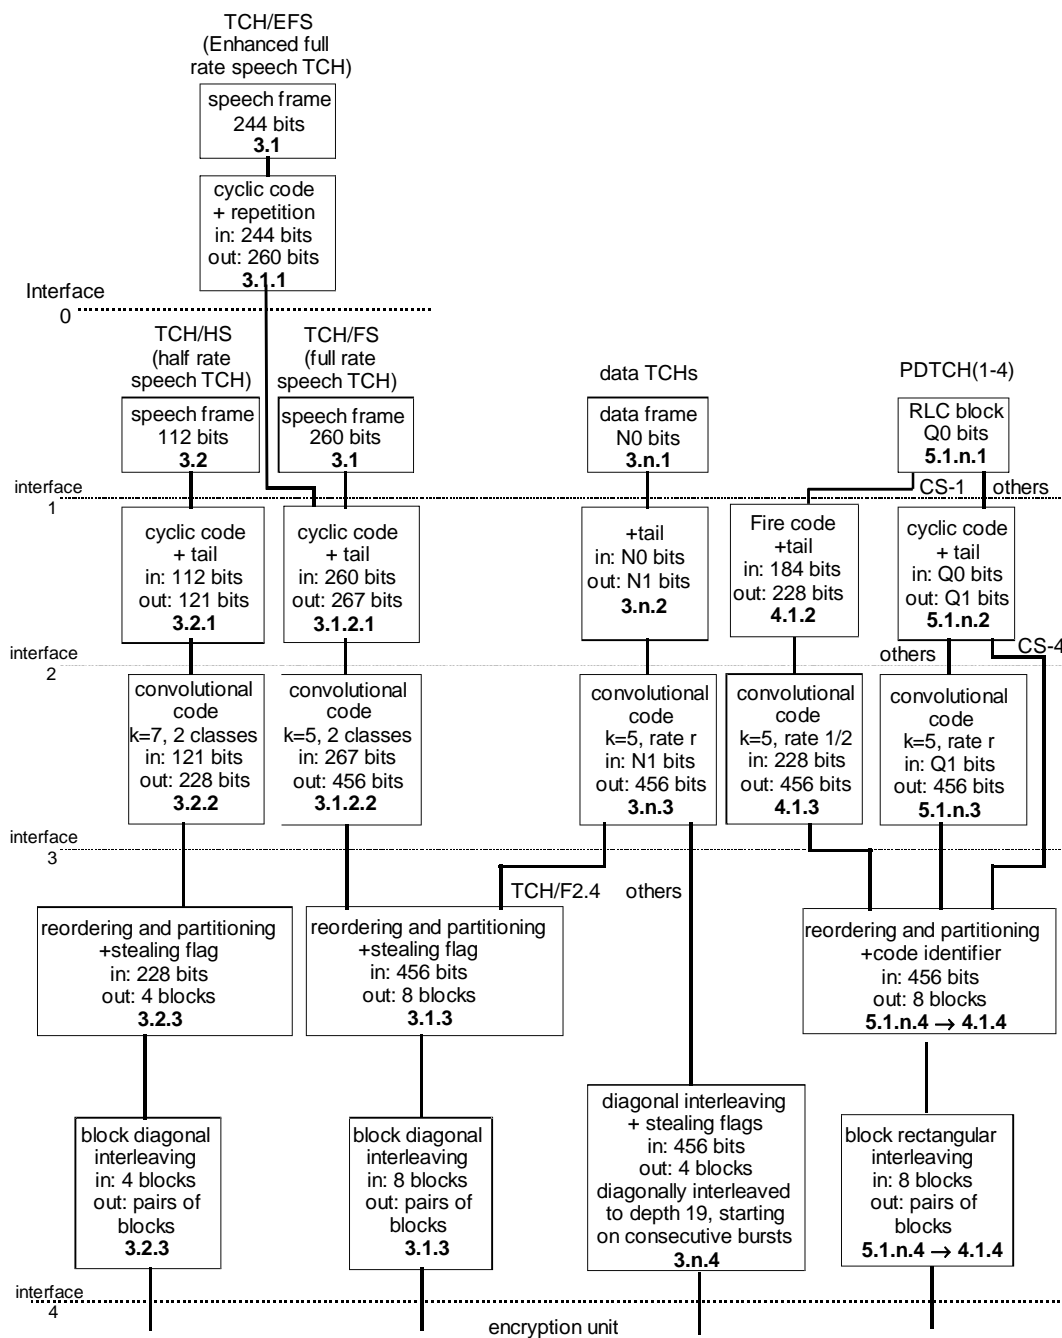 TCH/EFS
(Enhanced full
rate speech TCH)
speech frame
244 bits
3.1
cyclic code
+ repetition
in: 244 bits
out: 260 bits
3.1.1
Interface
0
TCH/HS
(half rate
speech TCH)
TCH/FS
(full rate
speech TCH)
data TCHs
PDTCH(1-4)
speech frame
112 bits
3.2
speech frame
260 bits
3.1
data frame
N0 bits
3.n.1
RLC block
Q0 bits
5.1.n.1
interface
1
CS-1
others
cyclic code
+ tail
in: 112 bits
out: 121 bits
3.2.1
cyclic code
+ tail
in: 260 bits
out: 267 bits
3.1.2.1
+tail
in: N0 bits
out: N1 bits
3.n.2
Fire code
+tail
in: 184 bits
out: 228 bits
4.1.2
cyclic code
+ tail
in: Q0 bits
out: Q1 bits
5.1.n.2
interface
2
others
CS-4
convolutional
code
k=7, 2 classes
in: 121 bits
out: 228 bits
3.2.2
convolutional
code
k=5, 2 classes
in: 267 bits
out: 456 bits
3.1.2.2
convolutional
code
k=5, rate r
in: N1 bits
out: 456 bits
3.n.3
convolutional
code
k=5, rate 1/2
in: 228 bits
out: 456 bits
4.1.3
convolutional
code
k=5, rate r
in: Q1 bits
out: 456 bits
5.1.n.3
interface
3
TCH/F2.4
others
reordering and partitioning
+stealing flag
in: 228 bits
out: 4 blocks
3.2.3
reordering and partitioning
+stealing flag
in: 456 bits
out: 8 blocks
3.1.3
reordering and partitioning
+code identifier
in: 456 bits
out: 8 blocks
5.1.n.4 → 4.1.4
block diagonal
interleaving
in: 4 blocks
out: pairs of
blocks
3.2.3
block diagonal
interleaving
in: 8 blocks
out: pairs of
blocks
3.1.3
diagonal interleaving
+ stealing flags
in: 456 bits
out: 4 blocks
diagonally interleaved
to depth 19, starting
on consecutive bursts
3.n.4
block rectangular
interleaving
in: 8 blocks
out: pairs of
blocks
5.1.n.4 → 4.1.4
interface
4
encryption unit